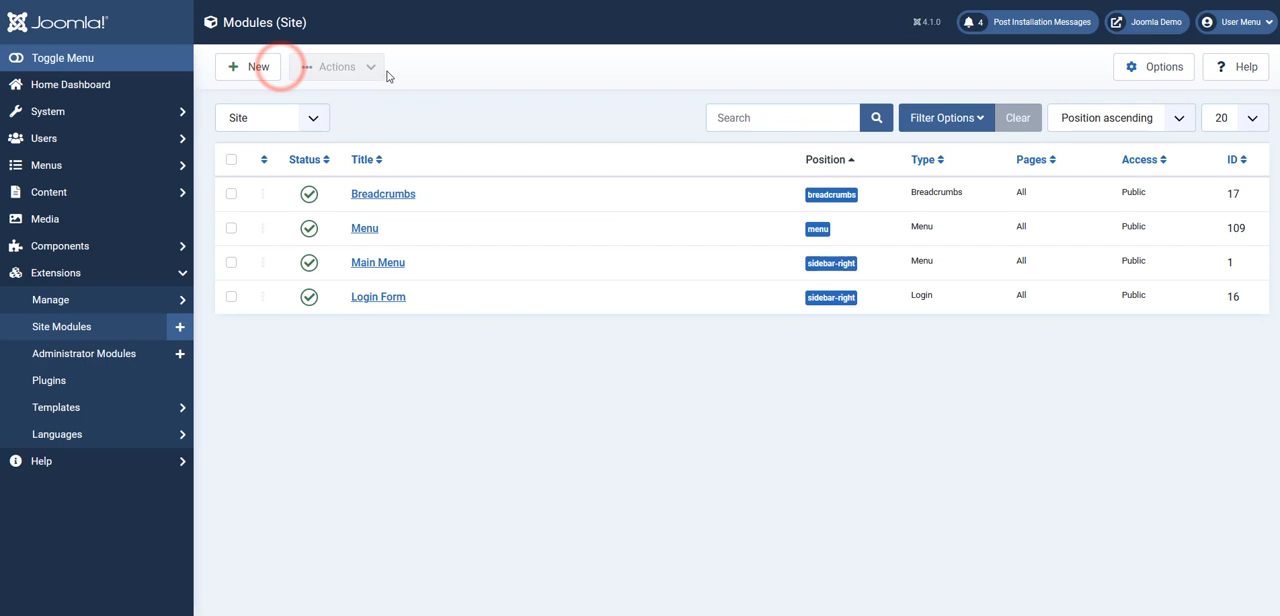 Joomla!®
Modules (Site)
4.1.0
4 Post Installation Messages
Joomla Demo
User Menu
Toggle Menu
Home Dashboard
System
Users
Menus
Content
Media
Components
Extensions
Manage
Site Modules
Administrator Modules
Plugins
Templates
Languages
Help
+ New
Actions
Options
? Help
Site
Search
Filter Options
Clear
Position ascending
20
Status Title Position Type Pages Access ID
Breadcrumbs breadcrumbs Breadcrumbs All Public 17
Menu menu Menu All Public 109
Main Menu sidebar-right Menu All Public 1
Login Form sidebar-right Login All Public 16